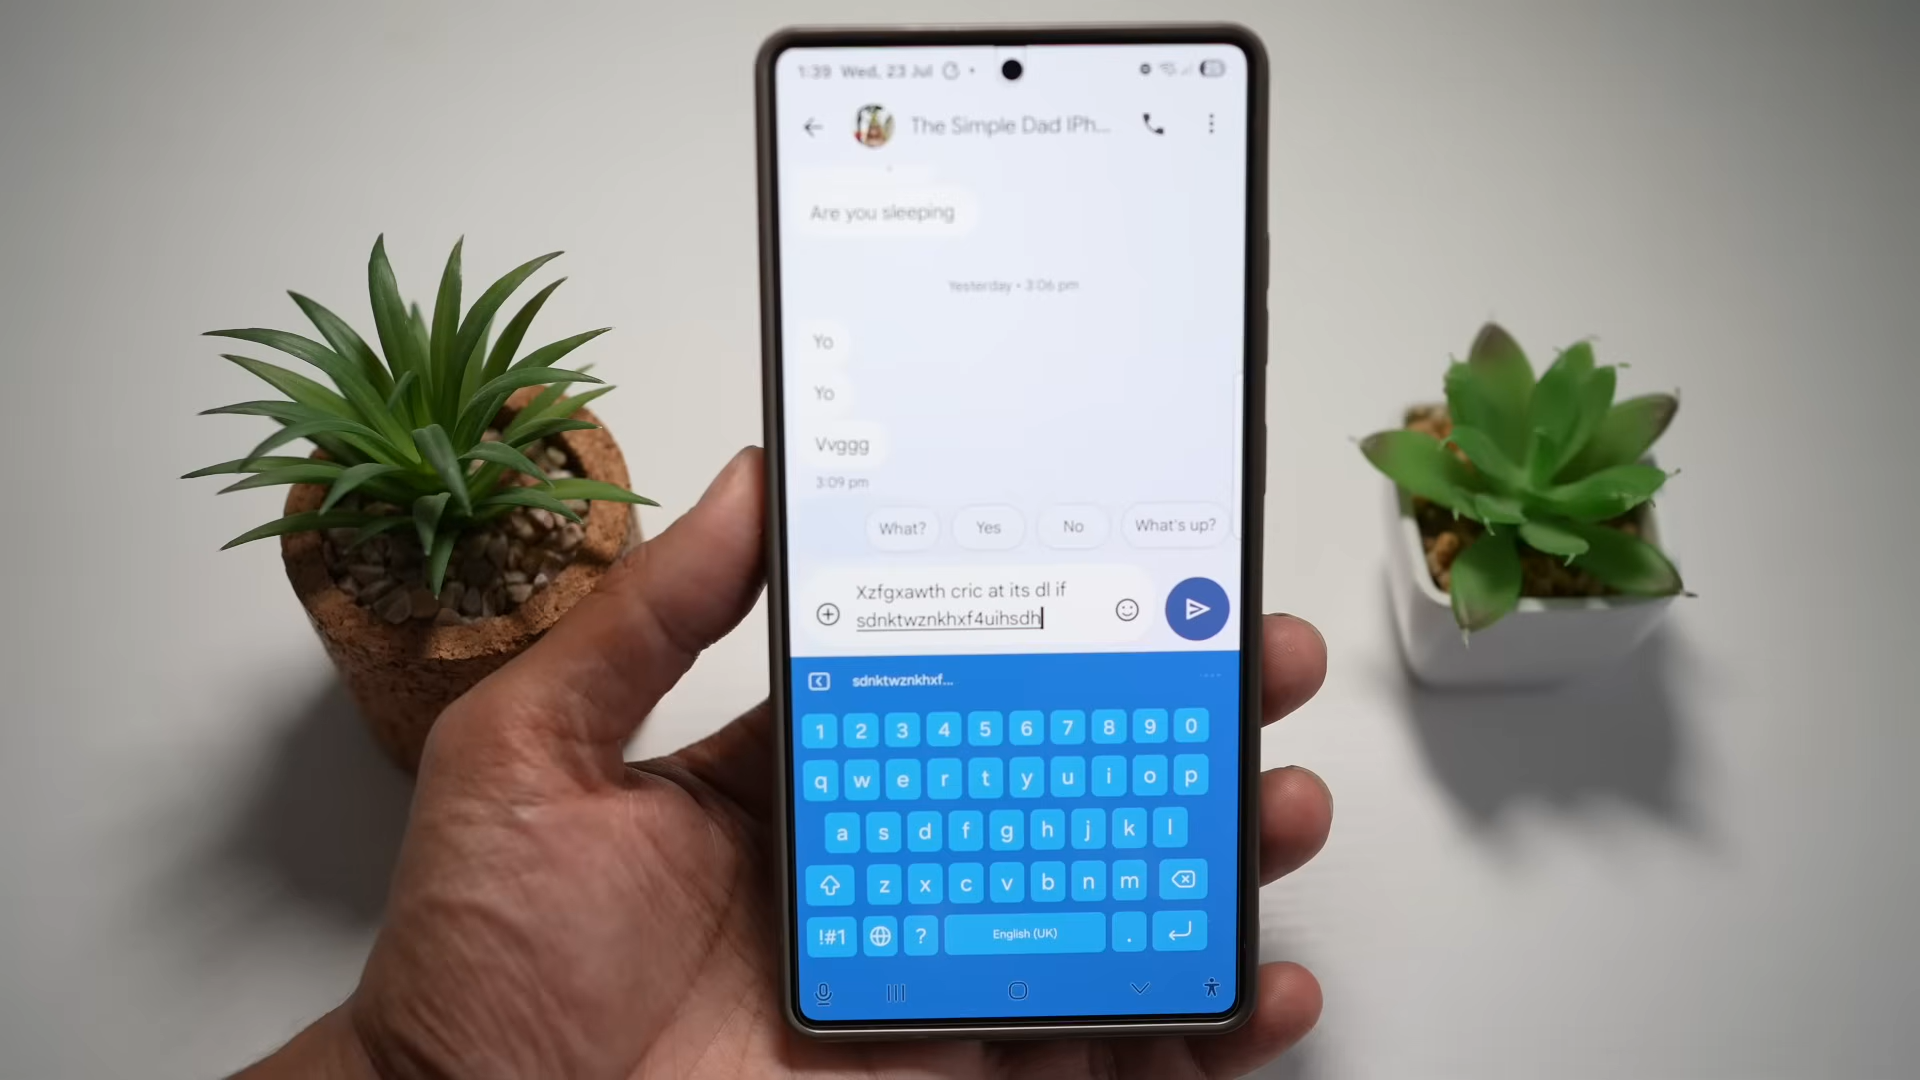 1:39 Wed, 23 Jul
The Simple Dad IPh...
Are you sleeping
Yesterday • 3:06 pm
Yo
Yo
Vvggg
3:09 pm
What? Yes No What's up?
Xzfgxawth cric at its dl if
sdnktwznkhxf4uihsdh
sdnktwznkhxf...
1 2 3 4 5 6 7 8 9 0
q w e r t y u i o p
a s d f g h j k l
z x c v b n m
!#1 ? English (UK) .